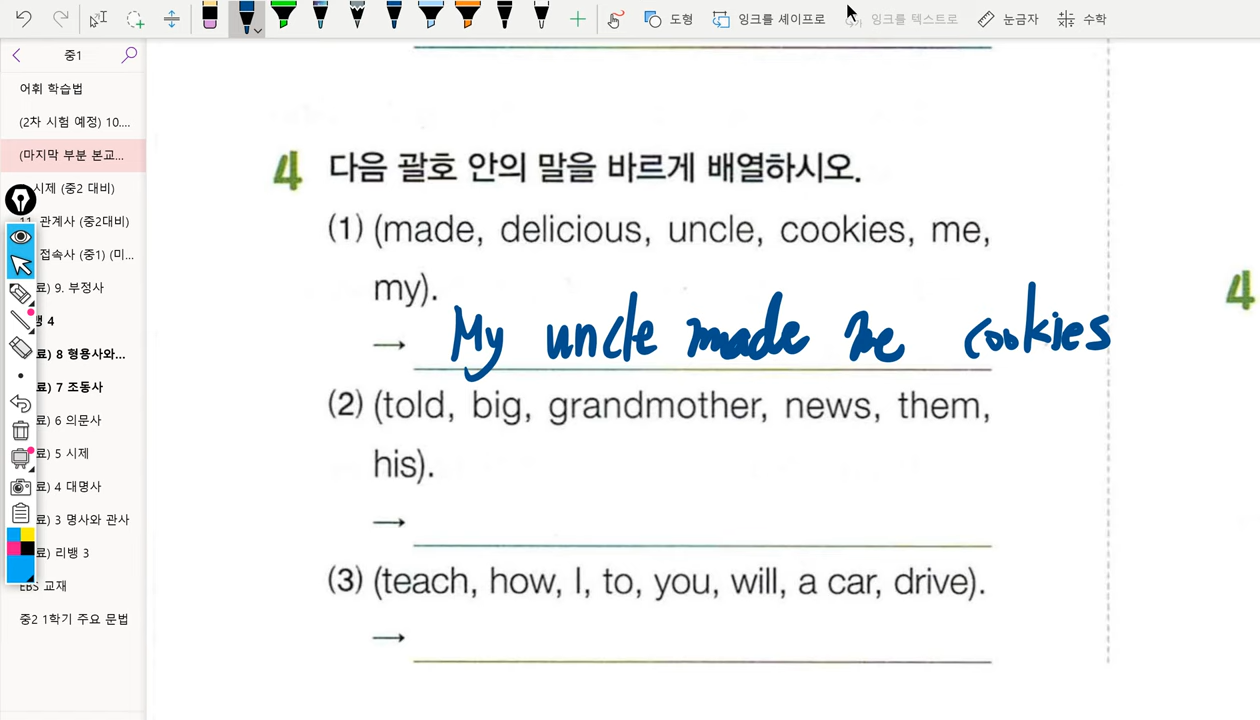 도형 잉크를 셰이프로 잉크를 텍스트로 눈금자 수학
중1
어휘 학습법
(2차 시험 예정) 10....
(마지막 부분 본교...
시제 (중2 대비)
관계사 (중2대비)
접속사 (중1) (미...
료) 9. 부정사
뱅 4
료) 8 형용사와...
료) 7 조동사
료) 6 의문사
료) 5 시제
료) 4 대명사
료) 3 명사와 관사
료) 리뱅 3
EBS 교재
중2 1학기 주요 문법
4 다음 괄호 안의 말을 바르게 배열하시오.
(1) (made, delicious, uncle, cookies, me,
my).
→ My uncle made me cookies
(2) (told, big, grandmother, news, them,
his).
→
(3) (teach, how, I, to, you, will, a car, drive).
→
4